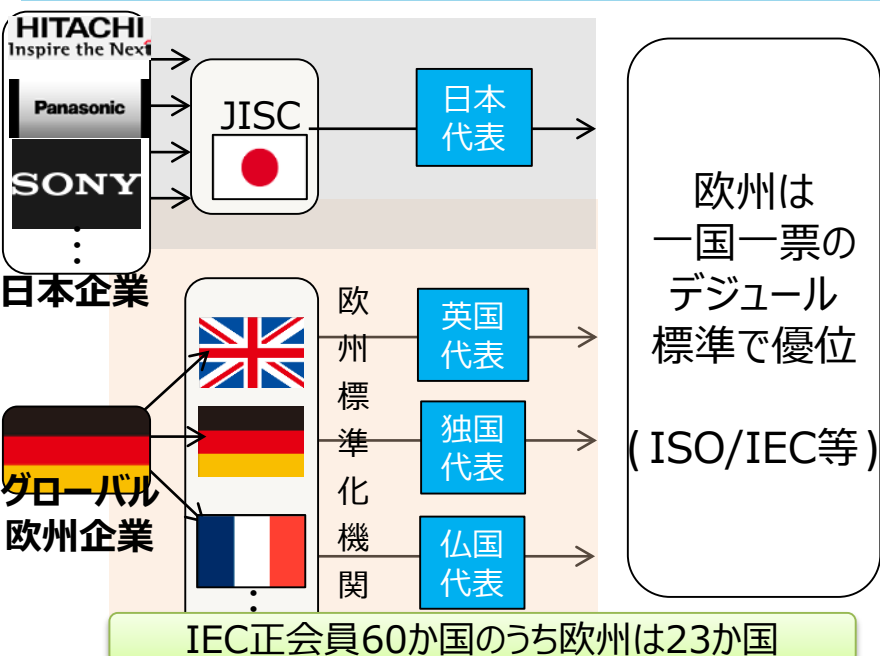 HITACHI
Inspire the Next
Panasonic
SONY
：
日本企業
JISC
日本
代表
欧州標準化機関
英国
代表
独国
代表
仏国
代表
：
グローバル
欧州企業
欧州は
一国一票の
デジュール
標準で優位
( ISO/IEC等 )
IEC正会員60か国のうち欧州は23か国